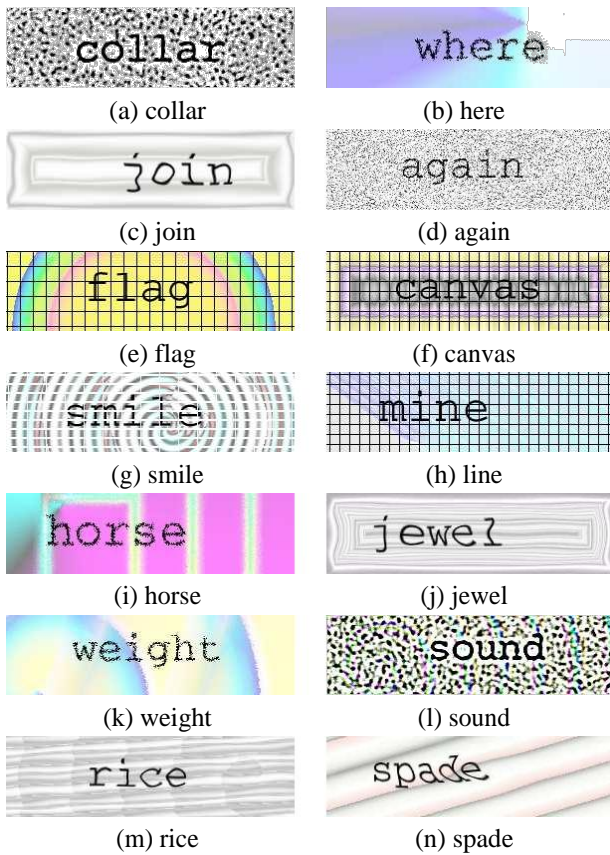 collar where
(a) collar (b) here
join again
(c) join (d) again
flag canvas
(e) flag (f) canvas
smile mine
(g) smile (h) line
horse jewel
(i) horse (j) jewel
weight sound
(k) weight (l) sound
rice spade
(m) rice (n) spade